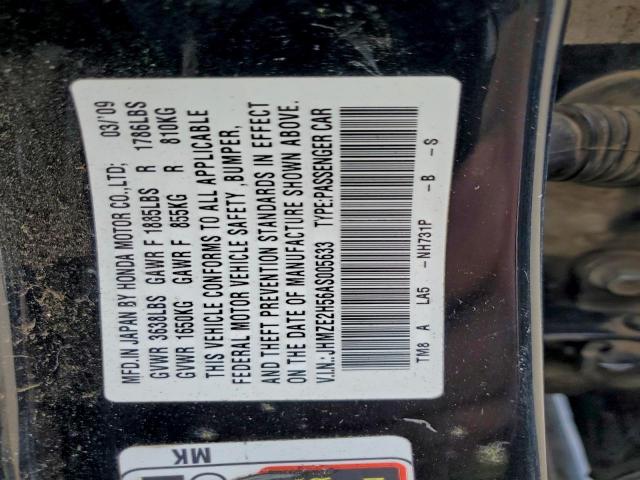 MFD.IN JAPAN BY HONDA MOTOR CO.,LTD; 03/'09
GVWR 3638LBS GAWR F 1885LBS R 1786LBS
GVWR 1650KG GAWR F 855KG R 810KG
THIS VEHICLE CONFORMS TO ALL APPLICABLE
FEDERAL MOTOR VEHICLE SAFETY ,BUMPER,
AND THEFT PREVENTION STANDARDS IN EFFECT
ON THE DATE OF MANUFACTURE SHOWN ABOVE.
V.I.N.:JHMZE2H56AS005633 TYPE:PASSENGER CAR
TM8 A LA5 -NH731P -B -S
MK